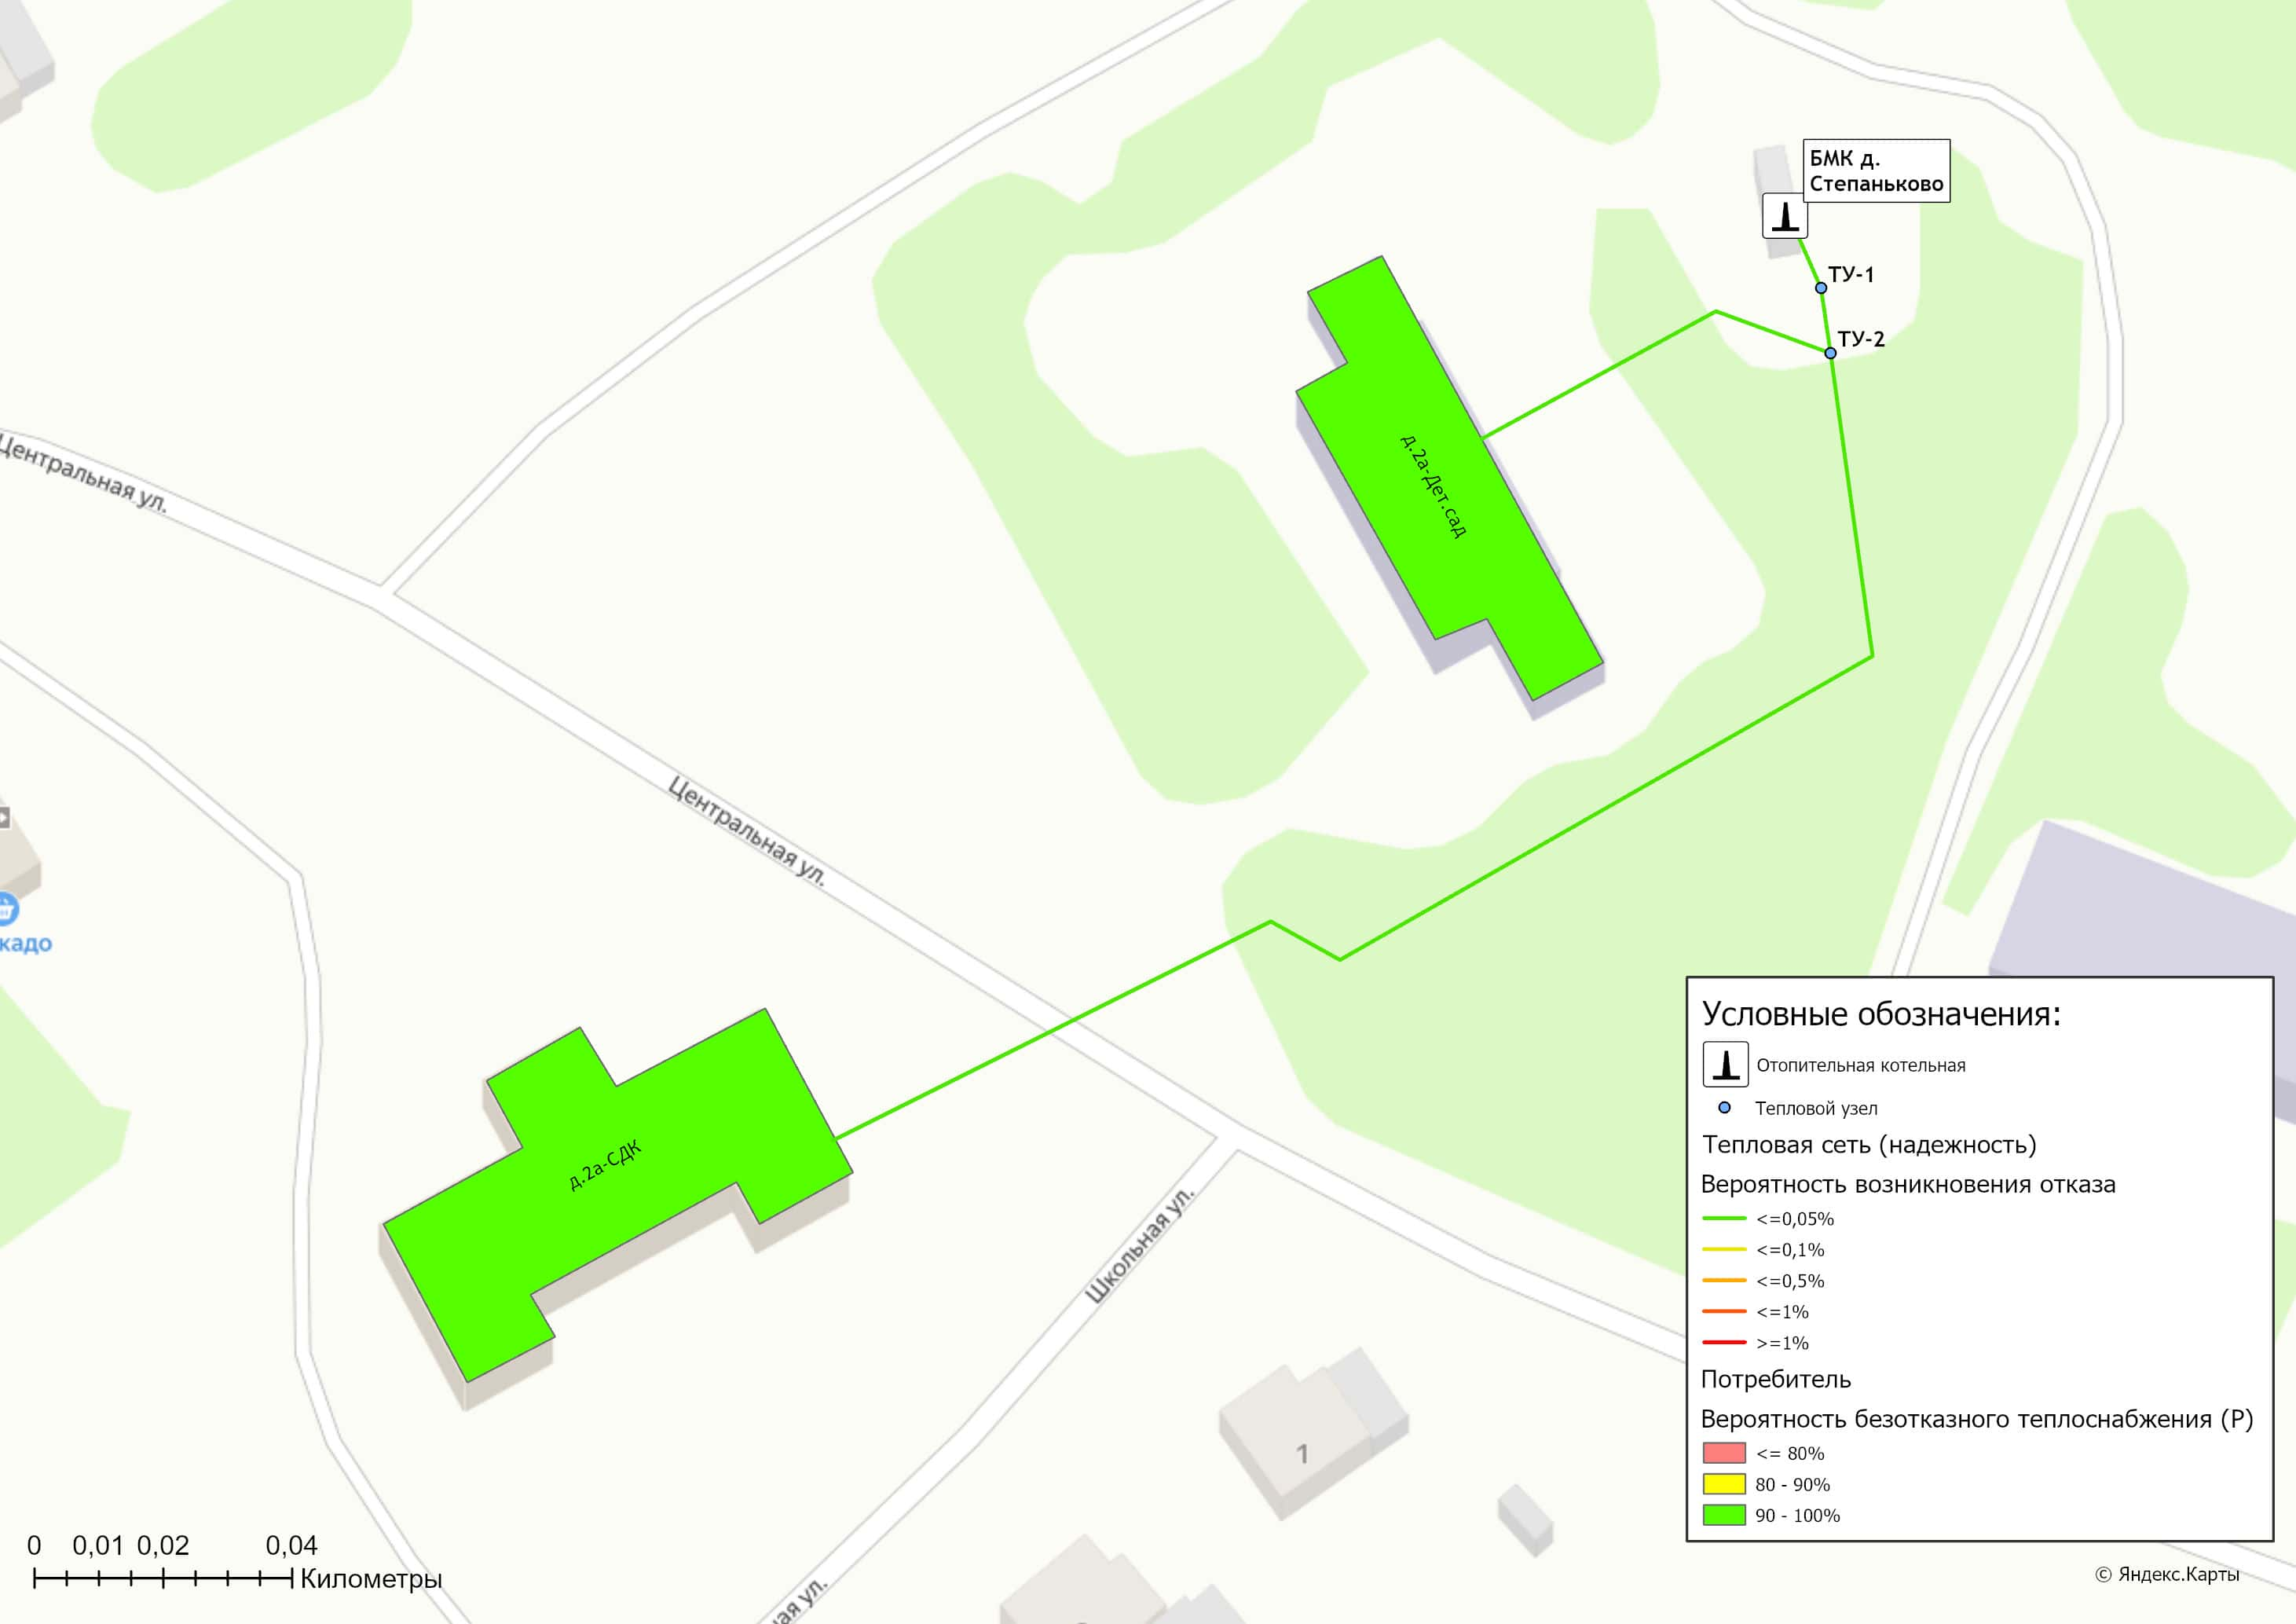 БМК д.
Степаньково
ТУ-1
ТУ-2
Центральная ул.
д.2а-Дет.сад
Центральная ул.
кадо
д.2а-СДК
Школьная ул.
1
ная ул.
Условные обозначения:
Отопительная котельная
Тепловой узел
Тепловая сеть (надежность)
Вероятность возникновения отказа
<=0,05%
<=0,1%
<=0,5%
<=1%
>=1%
Потребитель
Вероятность безотказного теплоснабжения (Р)
<= 80%
80 - 90%
90 - 100%
0 0,01 0,02 0,04
Километры
© Яндекс.Карты